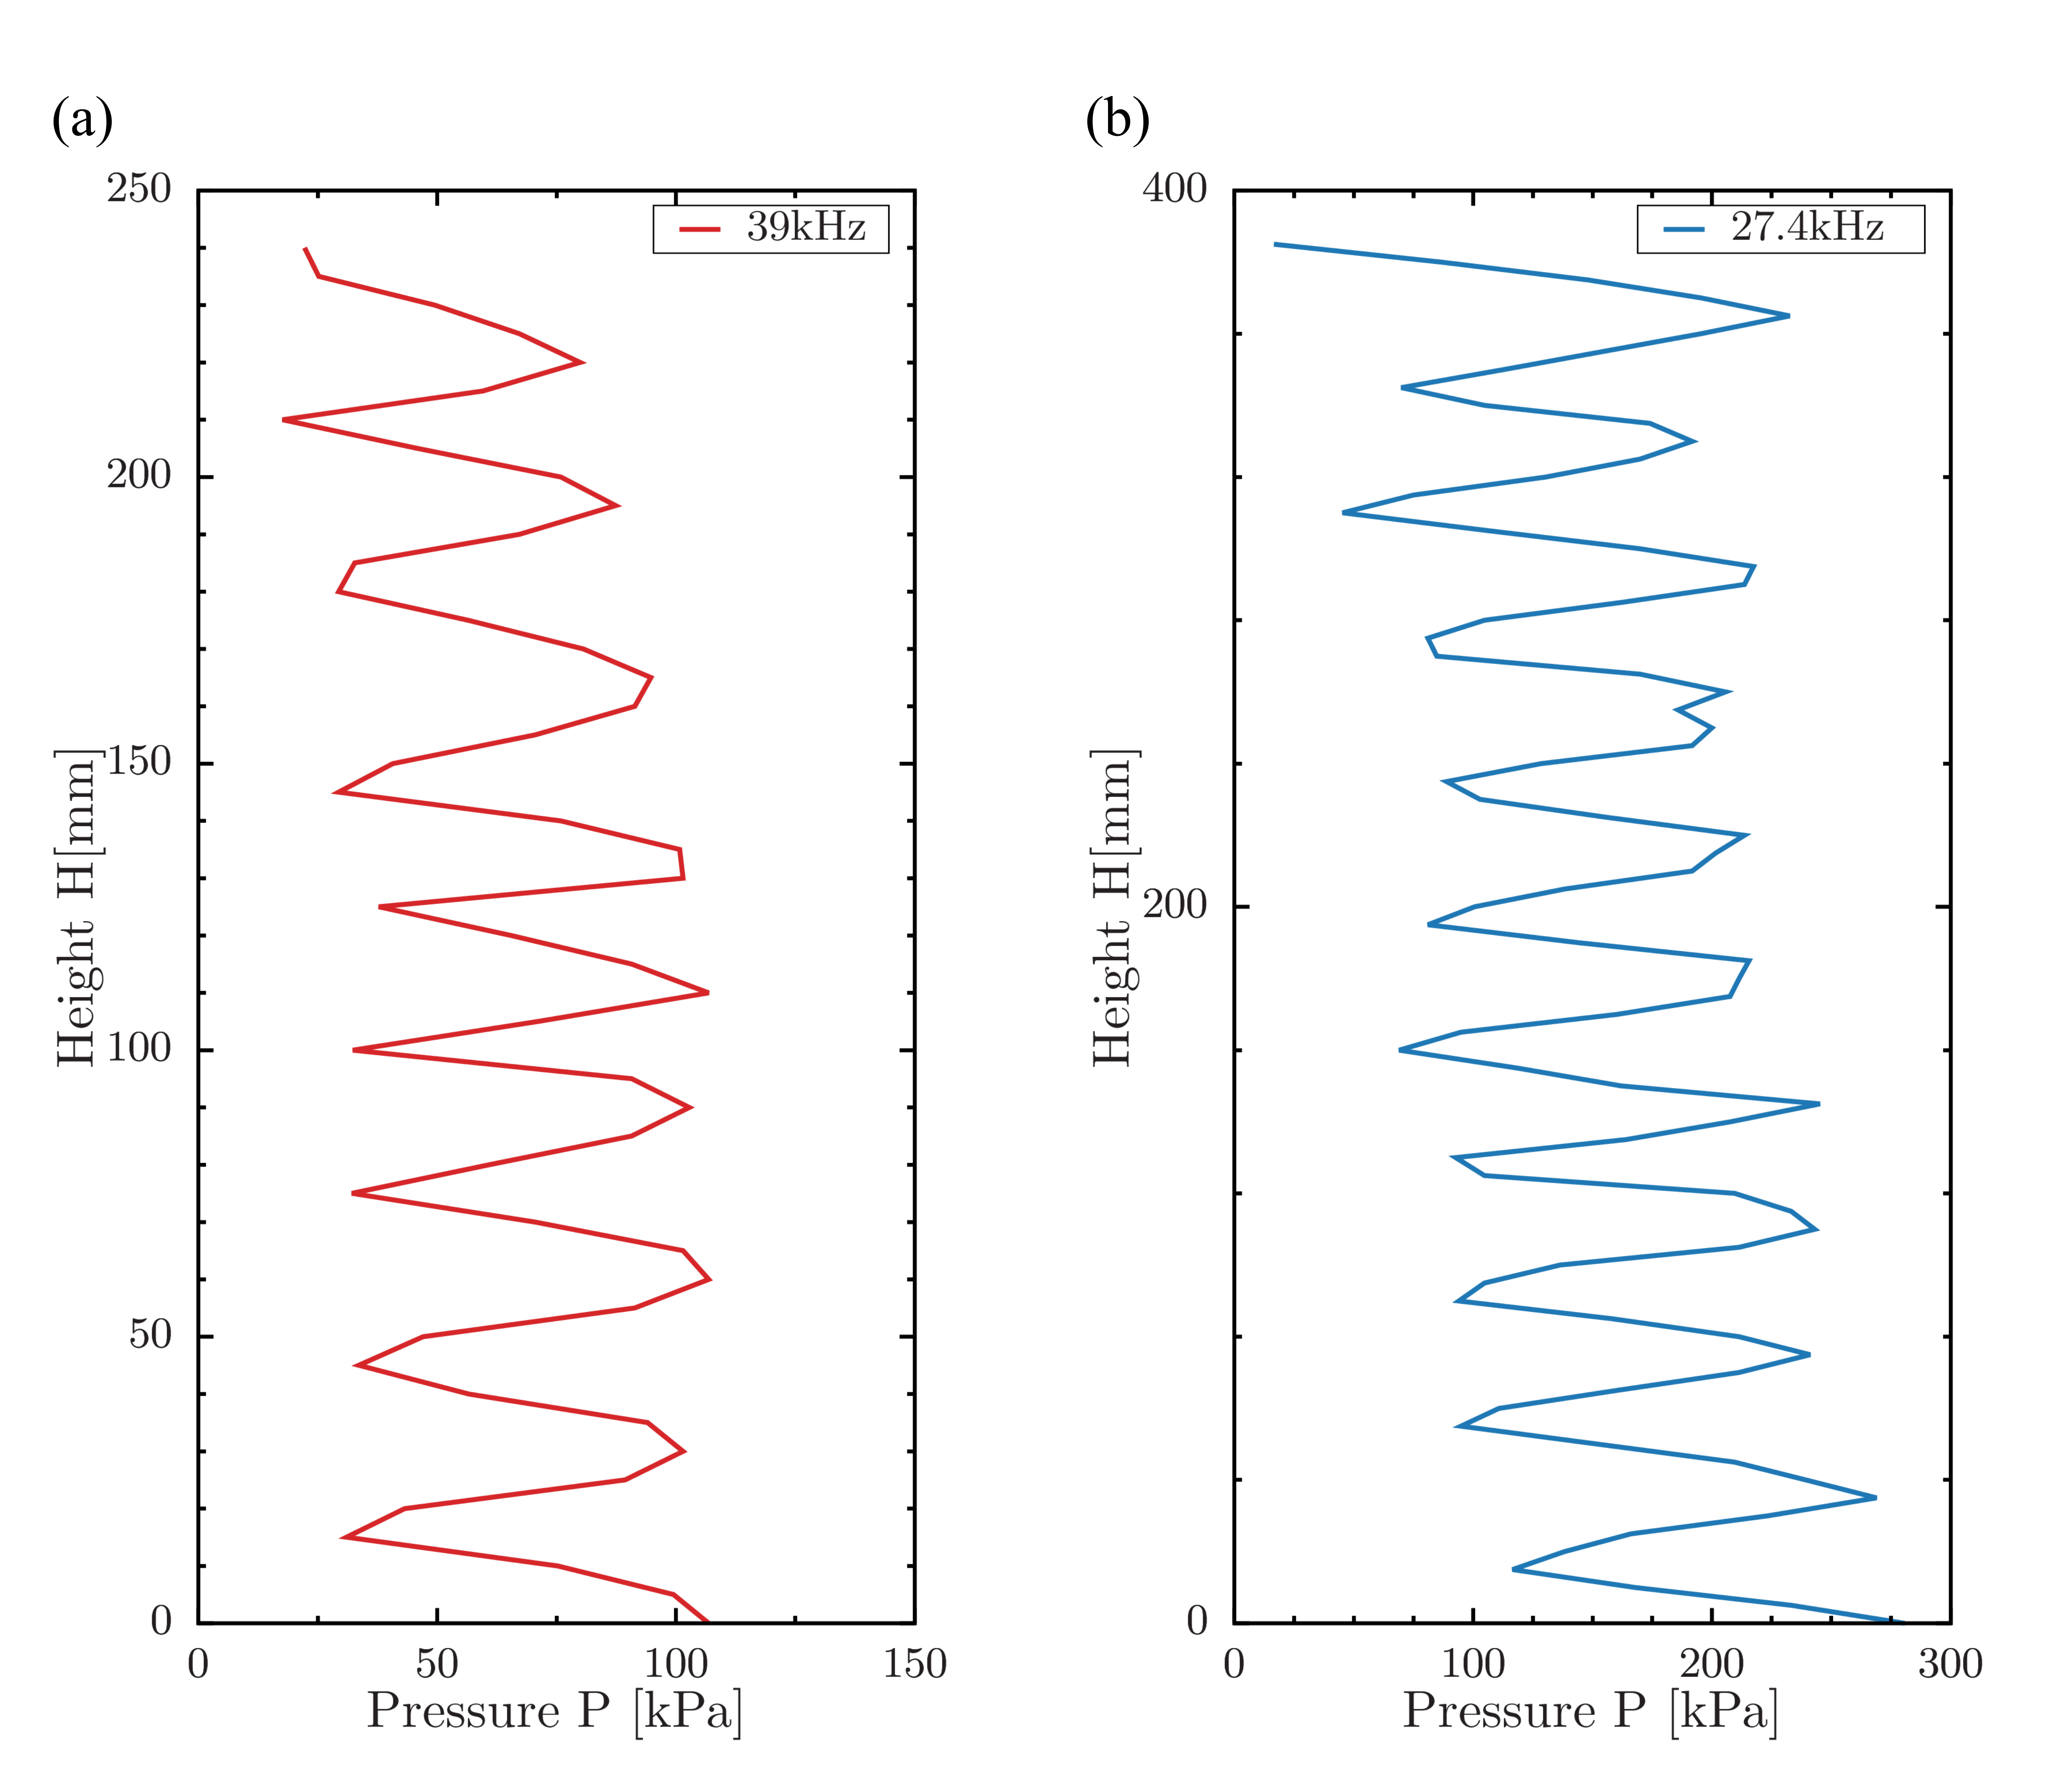 (a)
39kHz
250
200
150
100
50
0
Height H[mm]
0 50 100 150
Pressure P [kPa]
(b)
27.4kHz
400
200
0
Height H[mm]
0 100 200 300
Pressure P [kPa]